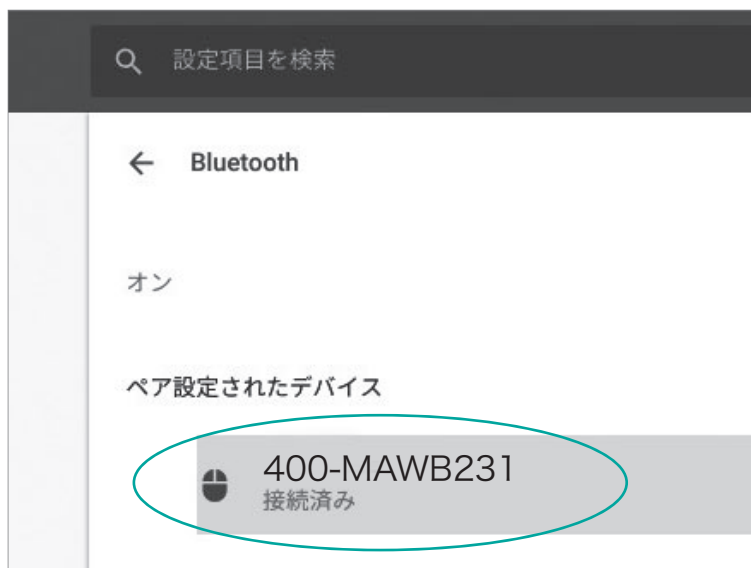 設定項目を検索
Bluetooth
オン
ペア設定されたデバイス
400-MAWB231
接続済み